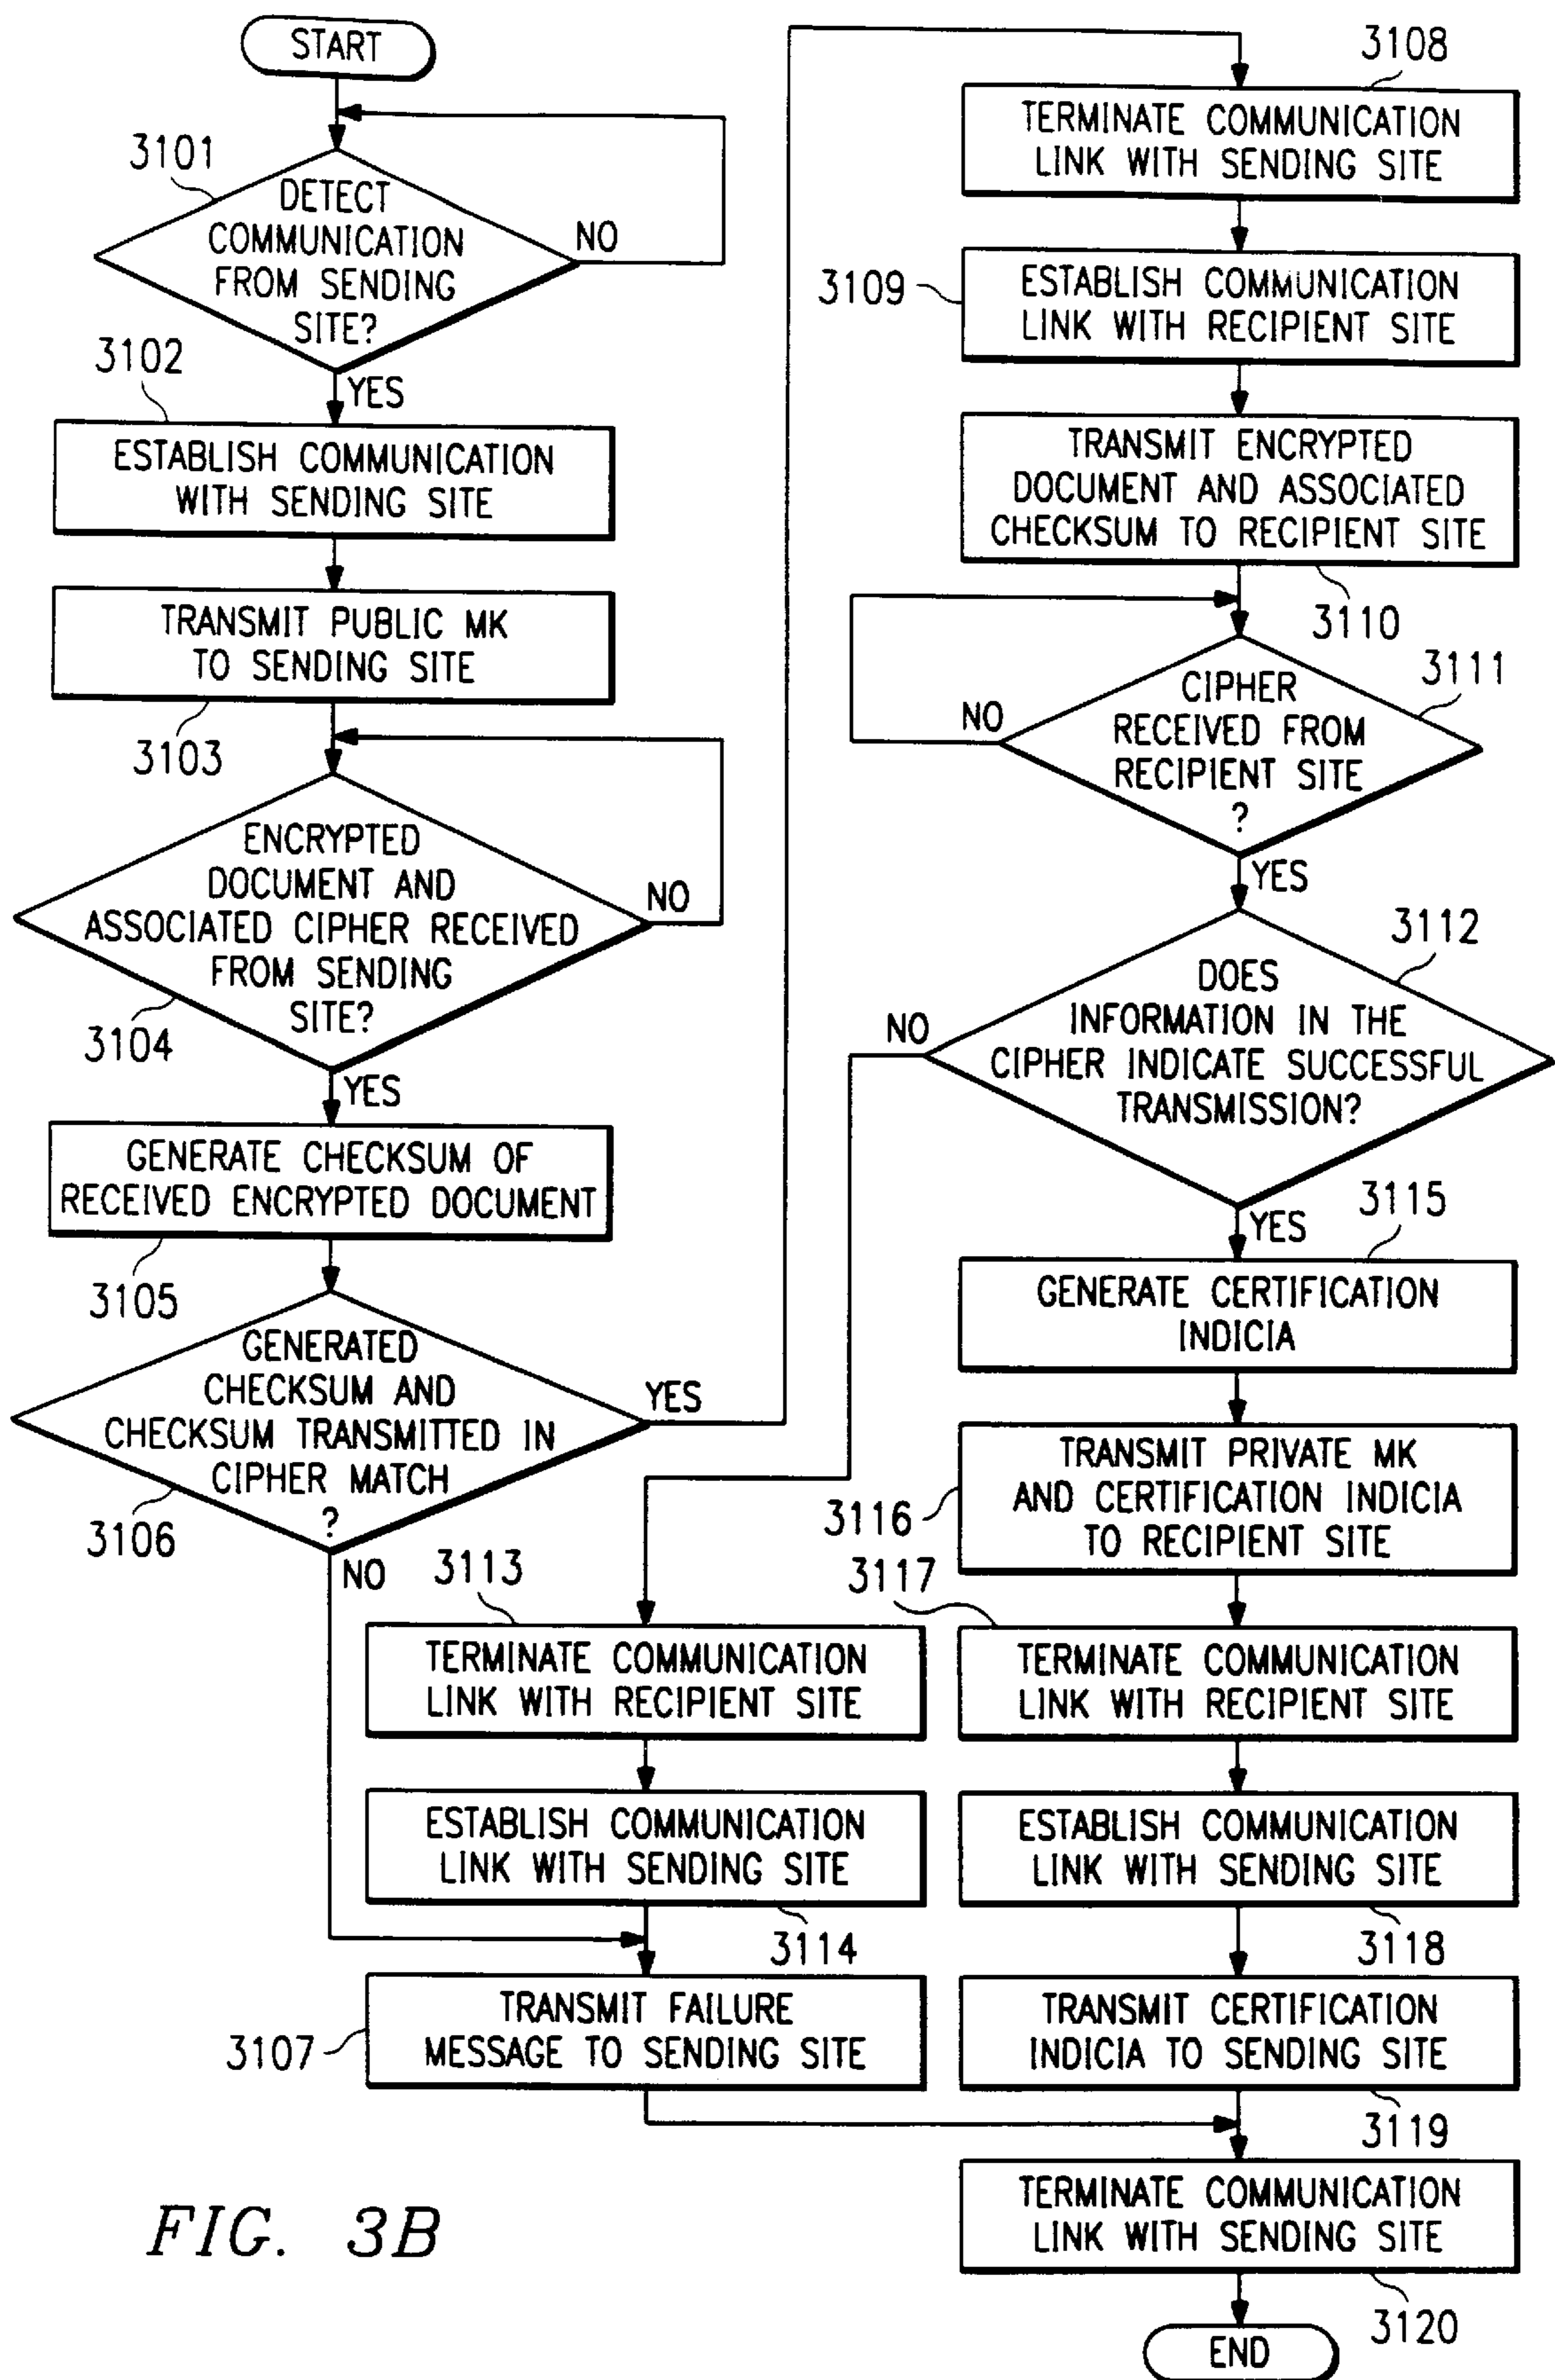 START
3101
DETECT
COMMUNICATION
FROM SENDING
SITE?
NO
YES
3102
ESTABLISH COMMUNICATION
WITH SENDING SITE
TRANSMIT PUBLIC MK
TO SENDING SITE
3103
ENCRYPTED
DOCUMENT AND
ASSOCIATED CIPHER RECEIVED
FROM SENDING
SITE?
NO
3104
YES
GENERATE CHECKSUM OF
RECEIVED ENCRYPTED DOCUMENT
3105
GENERATED
CHECKSUM AND
CHECKSUM TRANSMITTED IN
CIPHER MATCH
?
YES
3106
NO
3108
TERMINATE COMMUNICATION
LINK WITH SENDING SITE
3109
ESTABLISH COMMUNICATION
LINK WITH RECIPIENT SITE
TRANSMIT ENCRYPTED
DOCUMENT AND ASSOCIATED
CHECKSUM TO RECIPIENT SITE
3110
3111
CIPHER
RECEIVED FROM
RECIPIENT SITE
?
NO
YES
3112
DOES
INFORMATION IN THE
CIPHER INDICATE SUCCESSFUL
TRANSMISSION?
NO
YES
3113
TERMINATE COMMUNICATION
LINK WITH RECIPIENT SITE
ESTABLISH COMMUNICATION
LINK WITH SENDING SITE
3114
TRANSMIT FAILURE
MESSAGE TO SENDING SITE
3107
3115
GENERATE CERTIFICATION
INDICIA
TRANSMIT PRIVATE MK
AND CERTIFICATION INDICIA
TO RECIPIENT SITE
3116
3117
TERMINATE COMMUNICATION
LINK WITH RECIPIENT SITE
ESTABLISH COMMUNICATION
LINK WITH SENDING SITE
3118
TRANSMIT CERTIFICATION
INDICIA TO SENDING SITE
3119
TERMINATE COMMUNICATION
LINK WITH SENDING SITE
3120
END
FIG. 3B